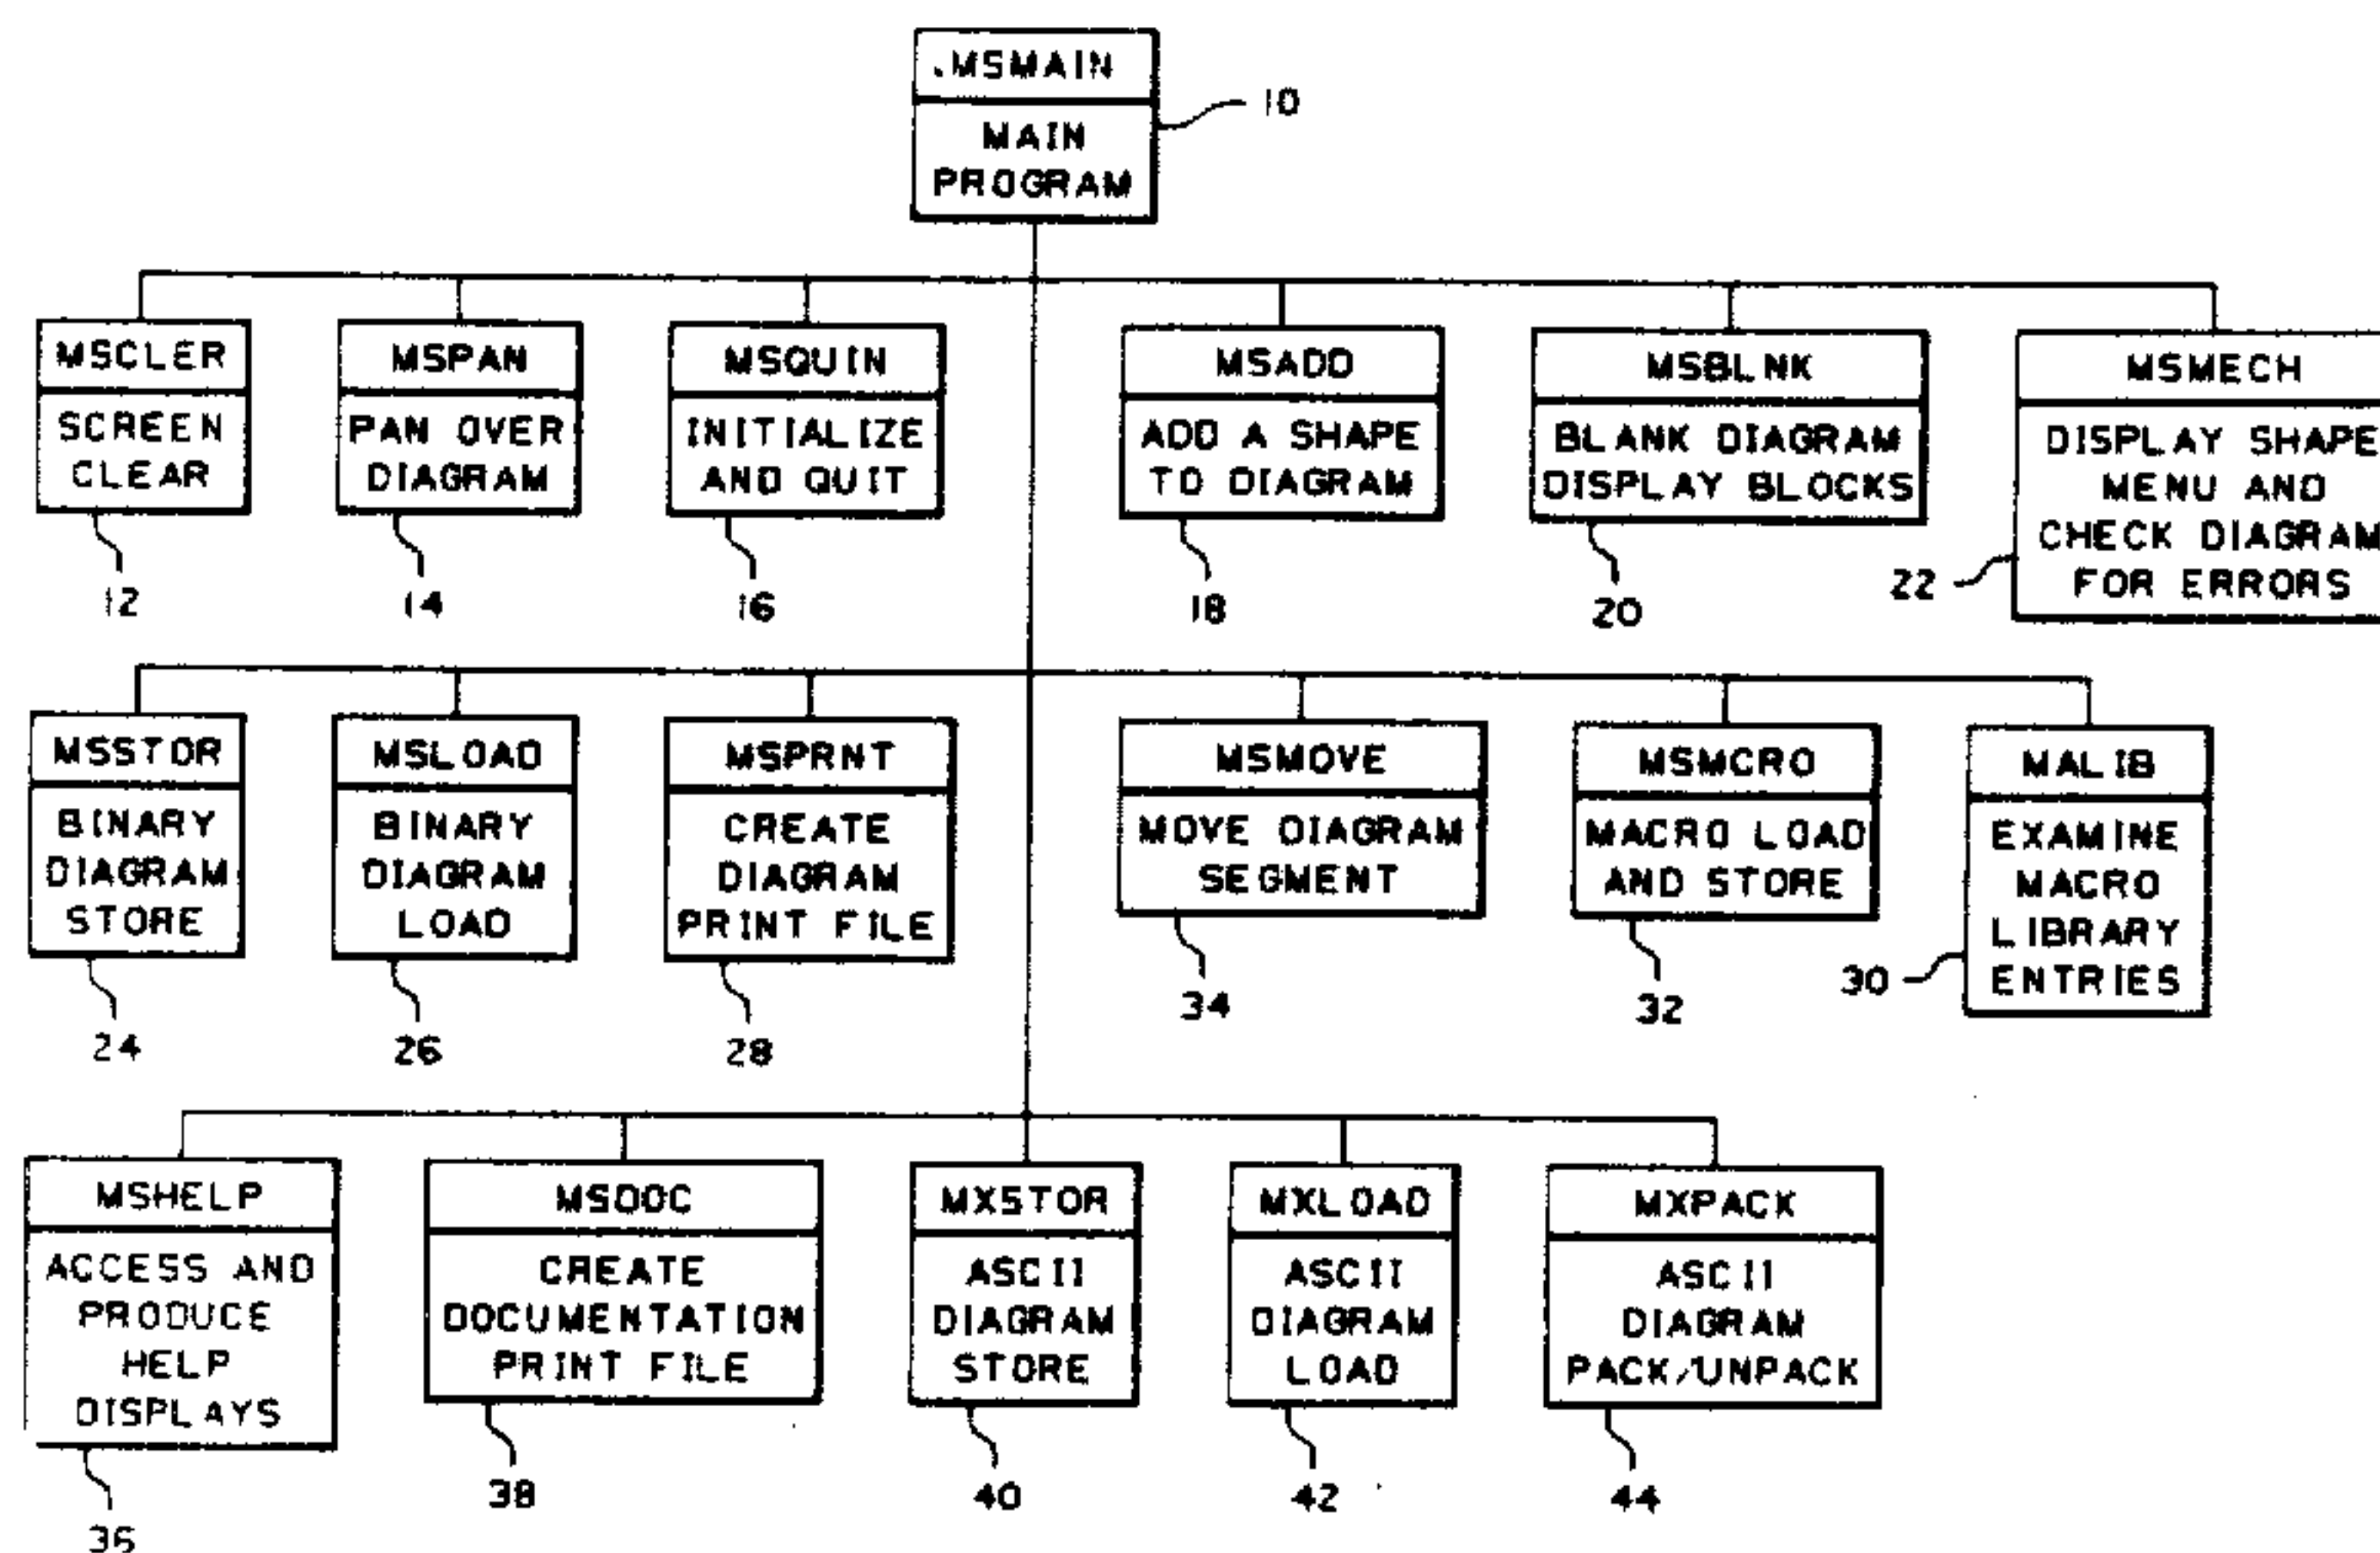 MSMAIN
MAIN
PROGRAM
10
MSCLER
SCREEN
CLEAR
12
MSPAN
PAN OVER
DIAGRAM
14
MSQUIN
INITIALIZE
AND QUIT
16
MSADD
ADD A SHAPE
TO DIAGRAM
18
MSBLNK
BLANK DIAGRAM
DISPLAY BLOCKS
20
MSMECH
DISPLAY SHAPE
MENU AND
CHECK DIAGRAM
FOR ERRORS
22
MSSTOR
BINARY
DIAGRAM
STORE
24
MSLOAD
BINARY
DIAGRAM
LOAD
26
MSPRNT
CREATE
DIAGRAM
PRINT FILE
28
MSMOVE
MOVE DIAGRAM
SEGMENT
34
MSMCRO
MACRO LOAD
AND STORE
32
MALIB
EXAMINE
MACRO
LIBRARY
ENTRIES
30
MSHELP
ACCESS AND
PRODUCE
HELP
DISPLAYS
36
MSDOC
CREATE
DOCUMENTATION
PRINT FILE
38
MXSTOR
ASCII
DIAGRAM
STORE
40
MXLOAD
ASCII
DIAGRAM
LOAD
42
MXPACK
ASCII
DIAGRAM
PACK/UNPACK
44